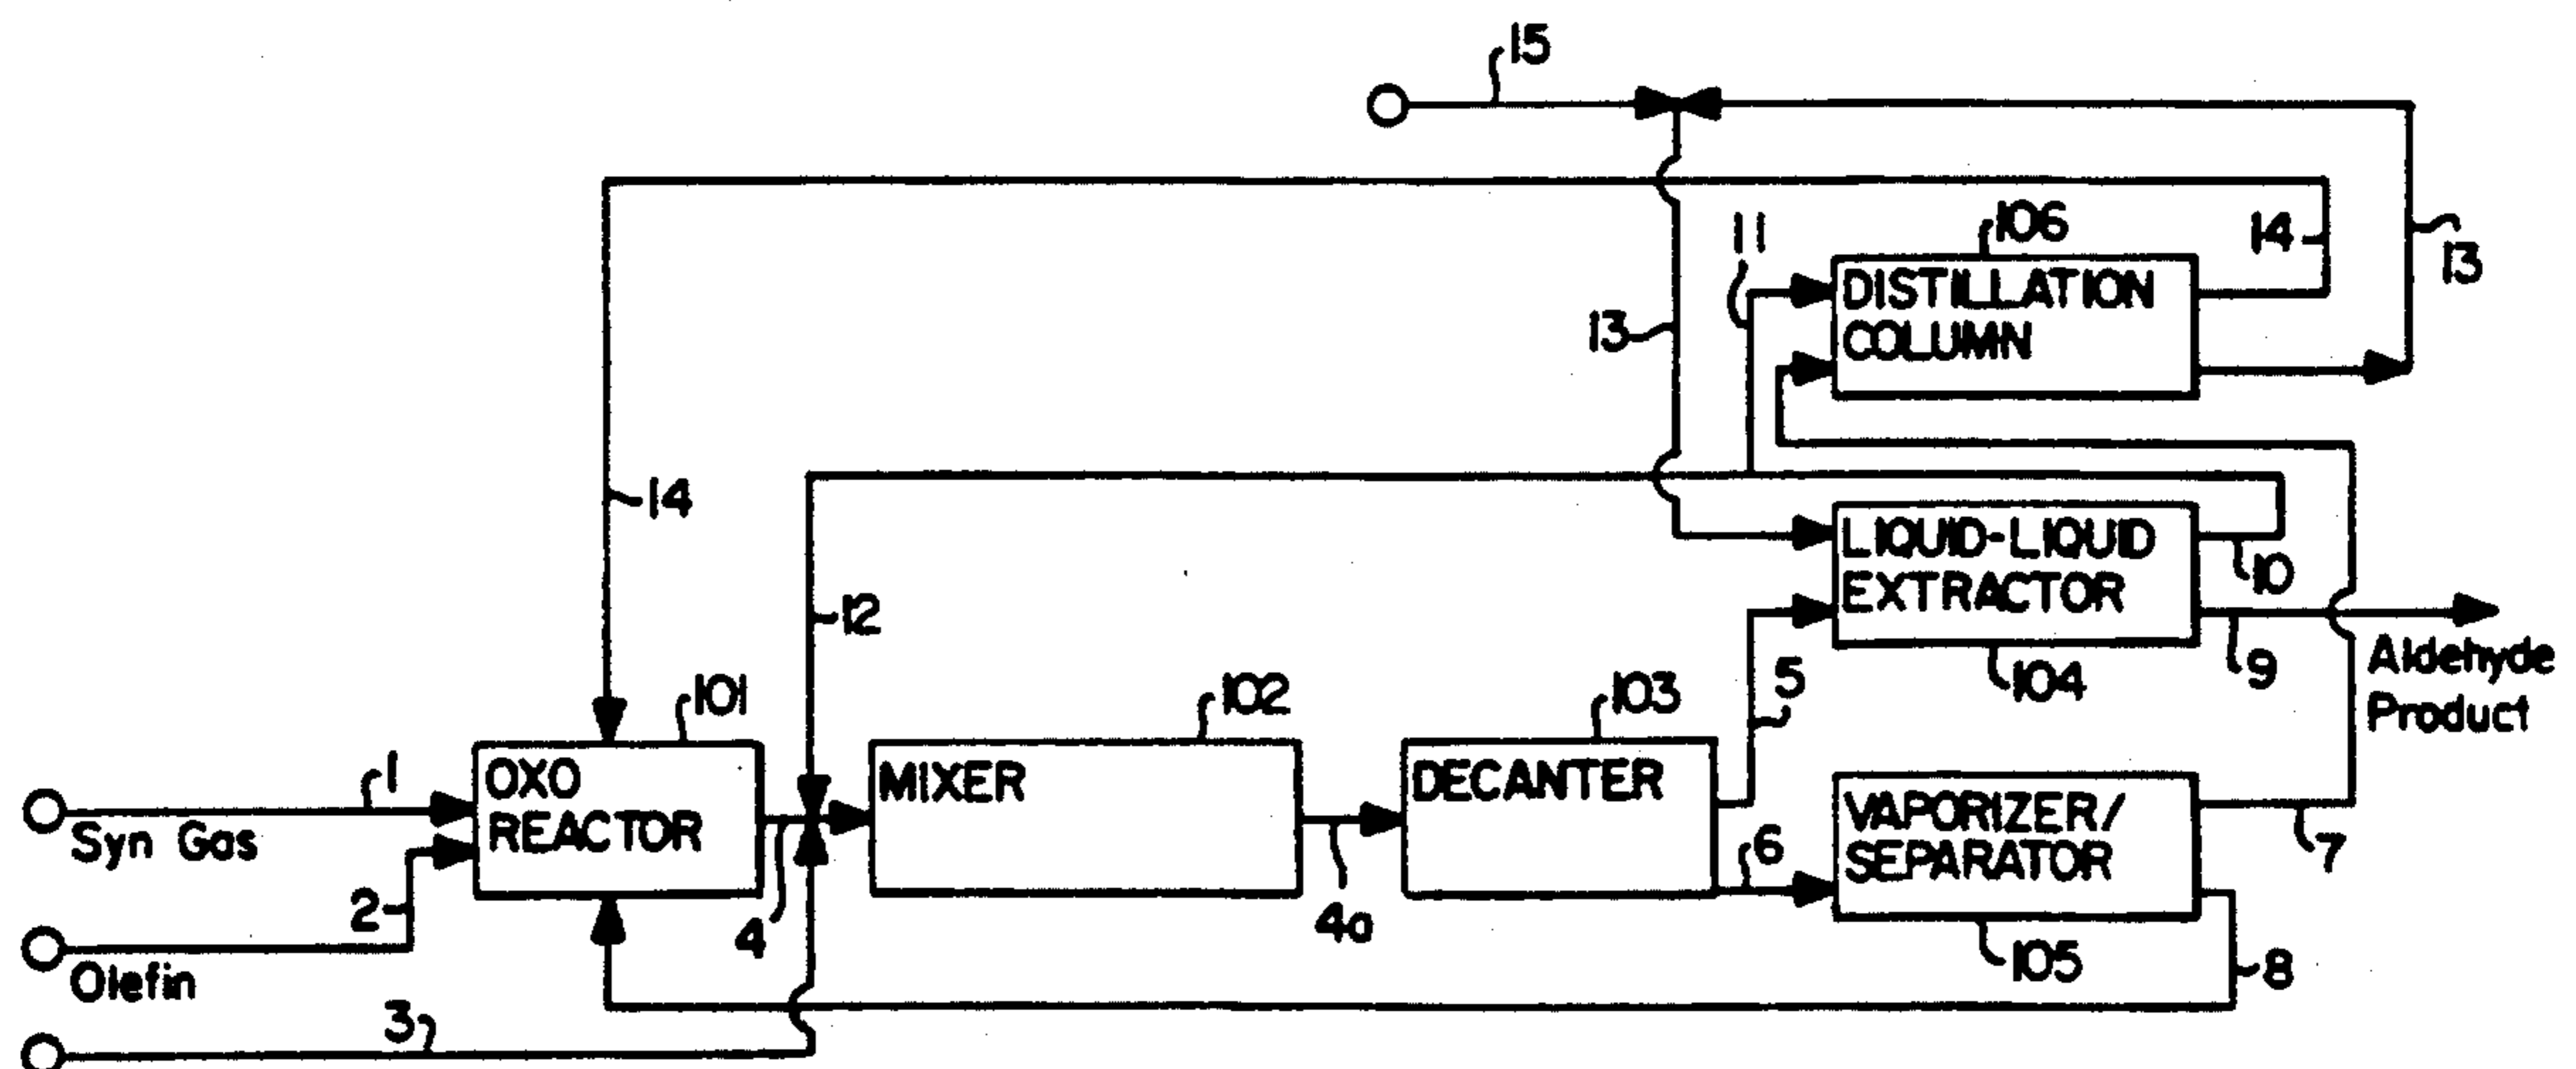 15
106
14
13
11
DISTILLATION
COLUMN
13
14
LIQUID-LIQUID
EXTRACTOR
10
12
104
9
Aldehyde
Product
5
101
102
103
1
OXO
REACTOR
MIXER
DECANTER
VAPORIZER/
SEPARATOR
Syn Gas
2
4
4a
6
7
105
8
Olefin
3